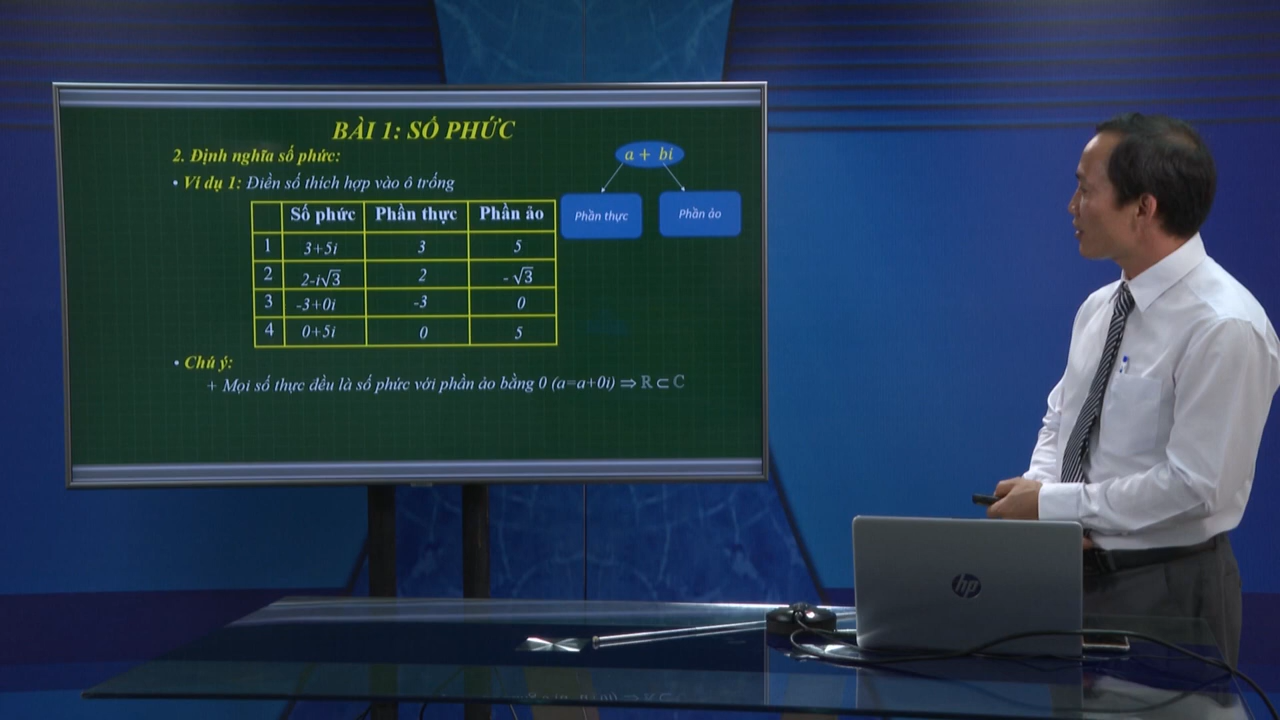 BÀI 1: SỐ PHỨC
2. Định nghĩa số phức:
• Ví dụ 1: Điền số thích hợp vào ô trống
a + bi
Phần thực
Phần ảo
Số phức Phần thực Phần ảo
1 3+5i 3 5
2 2-i√3 2 -√3
3 -3+0i -3 0
4 0+5i 0 5
• Chú ý:
+ Mọi số thực đều là số phức với phần ảo bằng 0 (a=a+0i) ⇒ R ⊂ C
hp